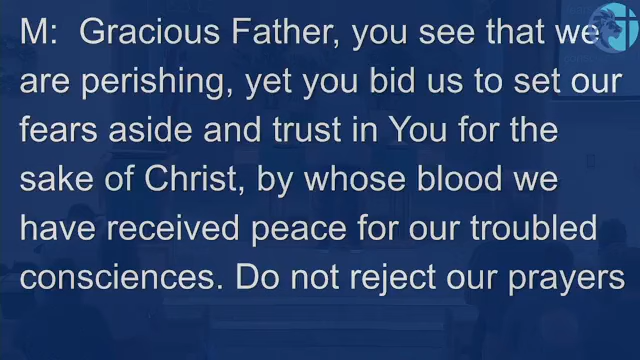 M: Gracious Father, you see that we
are perishing, yet you bid us to set our
fears aside and trust in You for the
sake of Christ, by whose blood we
have received peace for our troubled
consciences. Do not reject our prayers